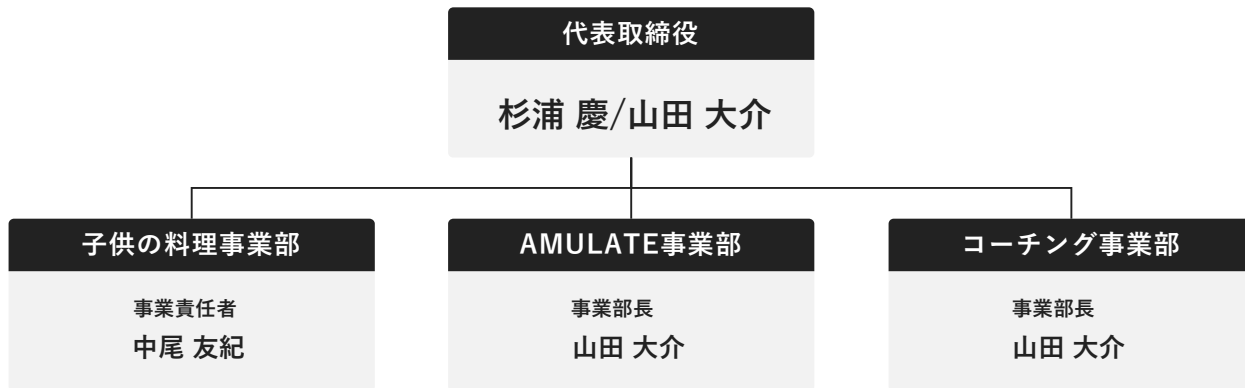 代表取締役
杉浦 慶/山田 大介
子供の料理事業部
事業責任者
中尾 友紀
AMULATE事業部
事業部長
山田 大介
コーチング事業部
事業部長
山田 大介